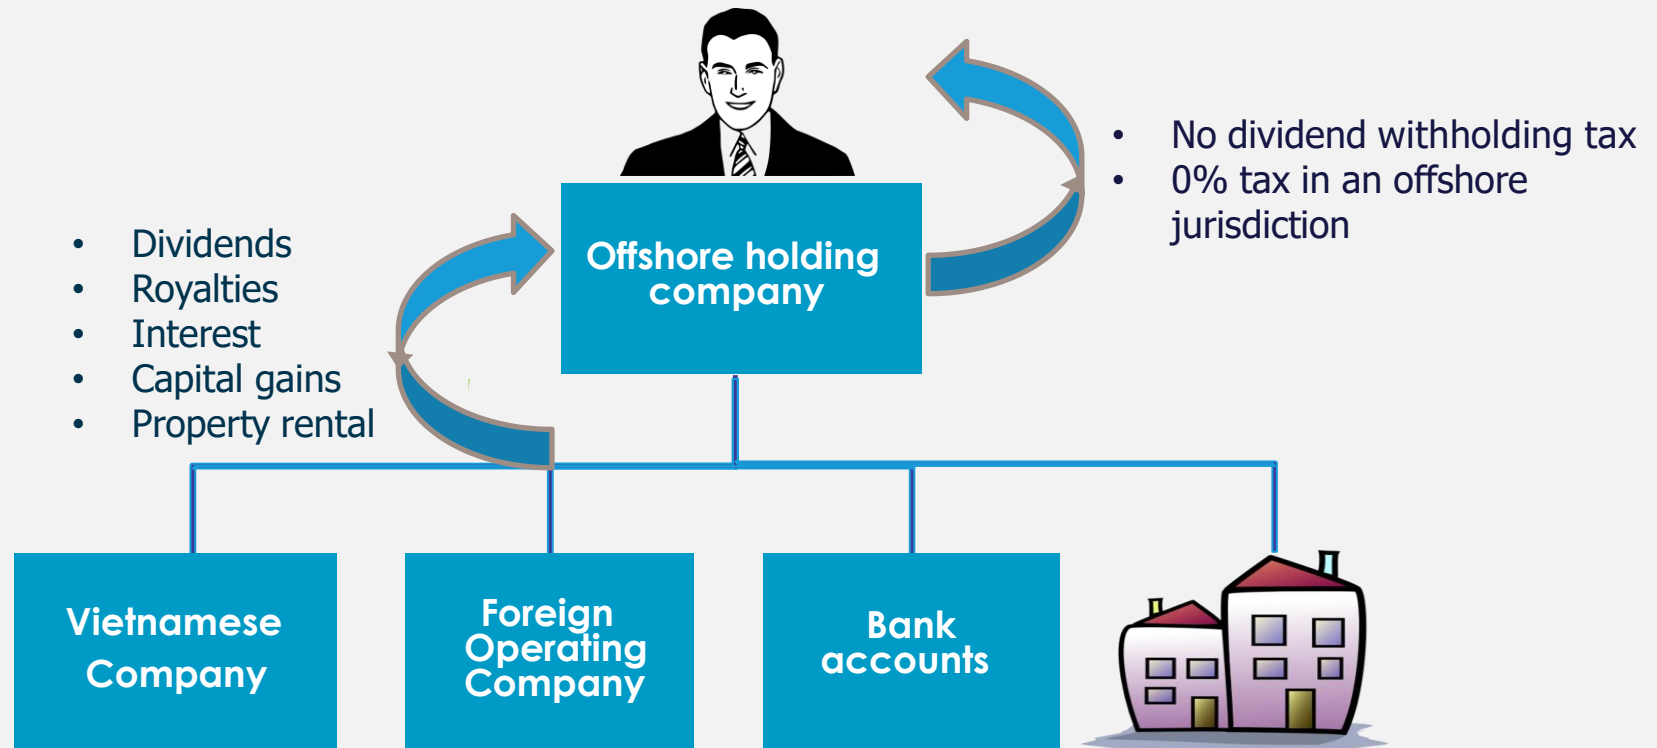 • No dividend withholding tax
• 0% tax in an offshore
jurisdiction
• Dividends
• Royalties
• Interest
• Capital gains
• Property rental
Offshore holding
company
Vietnamese
Company
Foreign
Operating
Company
Bank
accounts